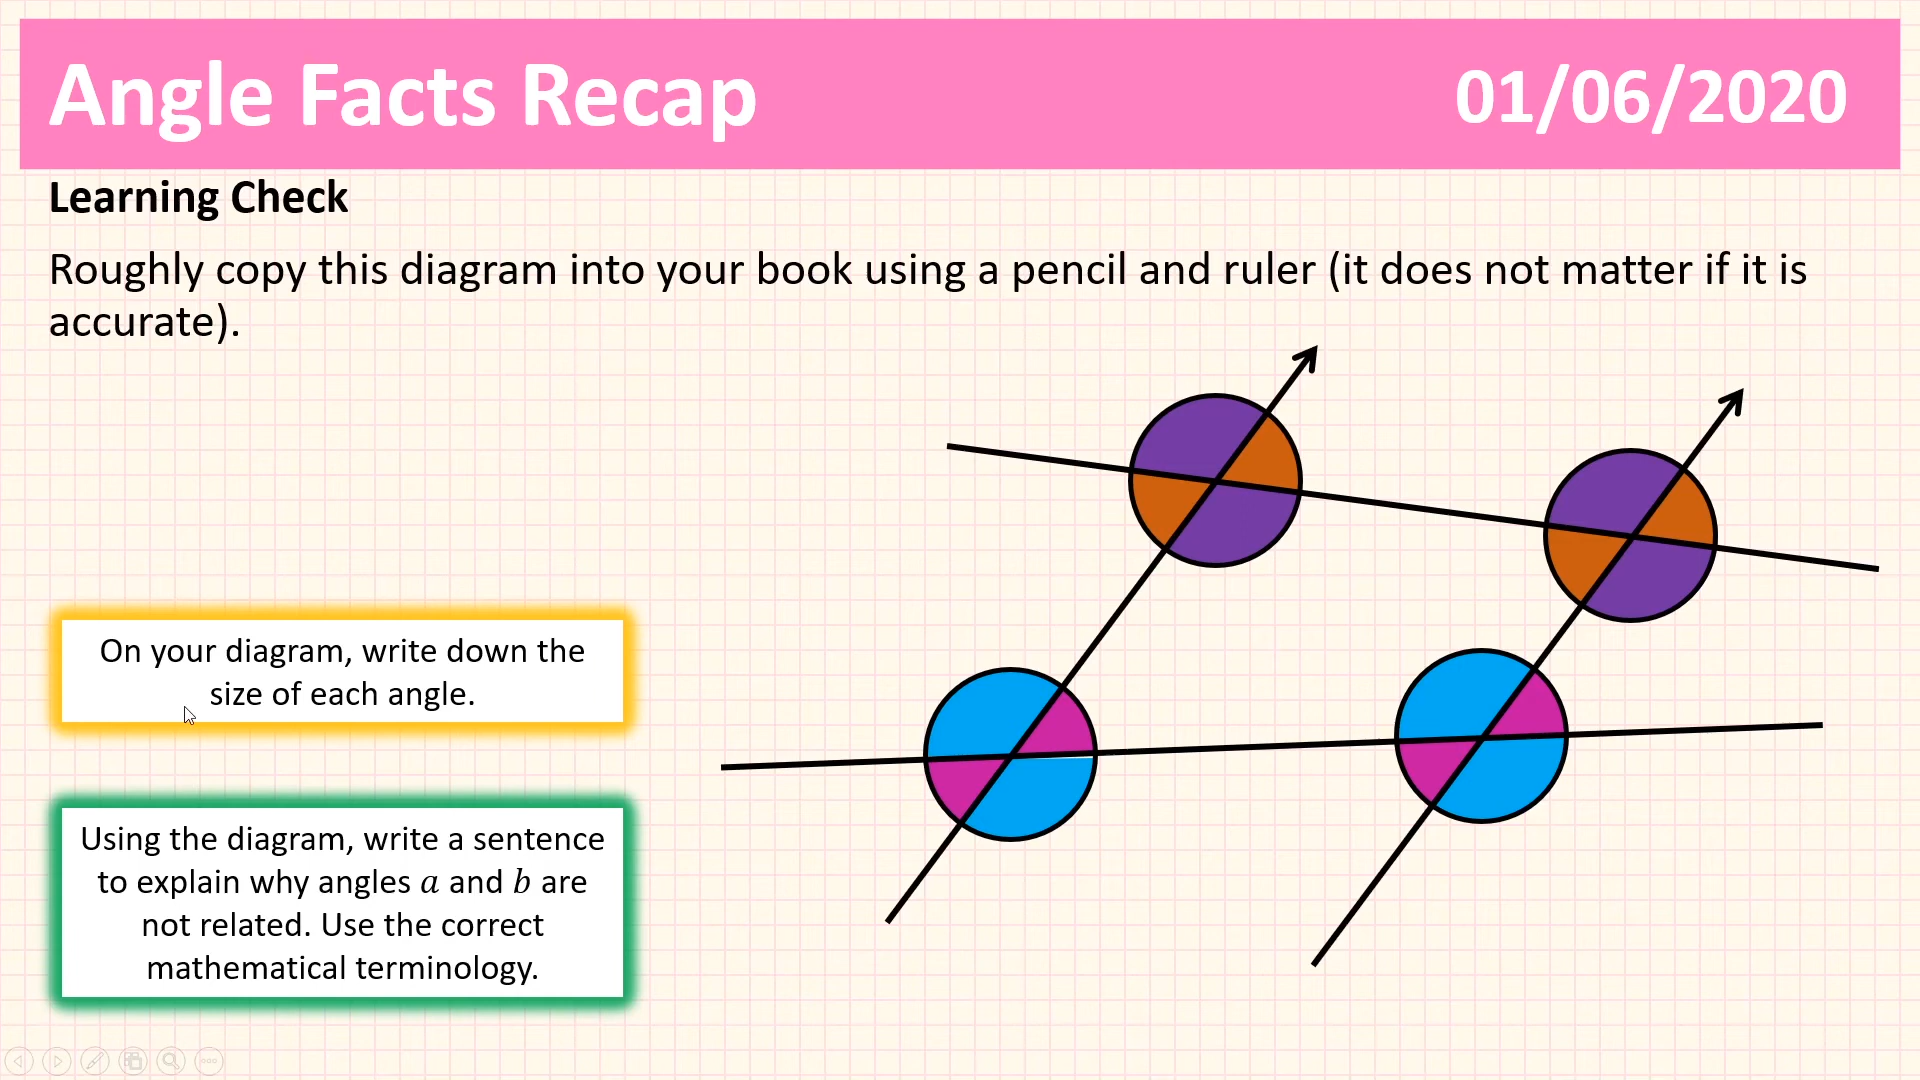 Angle Facts Recap
01/06/2020
Learning Check
Roughly copy this diagram into your book using a pencil and ruler (it does not matter if it is
accurate).
On your diagram, write down the
size of each angle.
Using the diagram, write a sentence
to explain why angles a and b are
not related. Use the correct
mathematical terminology.